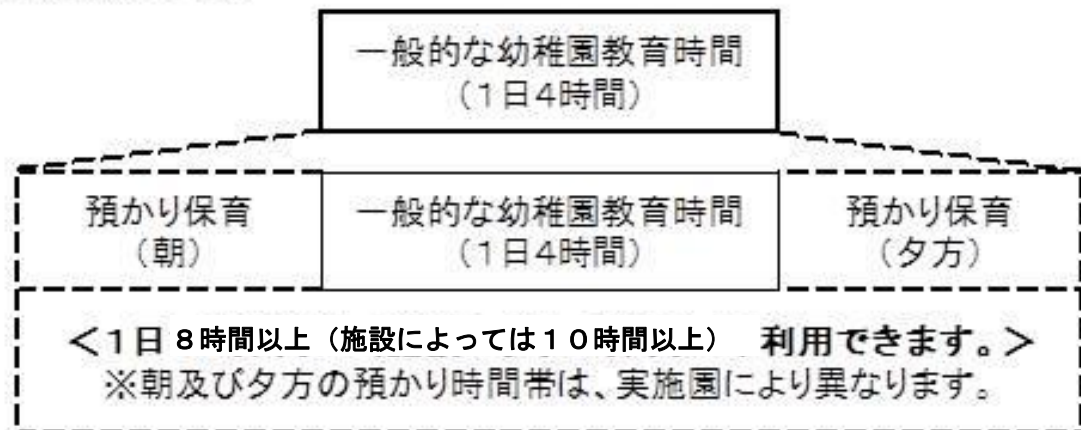 一般的な幼稚園教育時間
（1日4時間）
預かり保育
（朝）
一般的な幼稚園教育時間
（1日4時間）
預かり保育
（夕方）
＜1日８時間以上（施設によっては１０時間以上）　利用できます。＞
※朝及び夕方の預かり時間帯は、実施園により異なります。